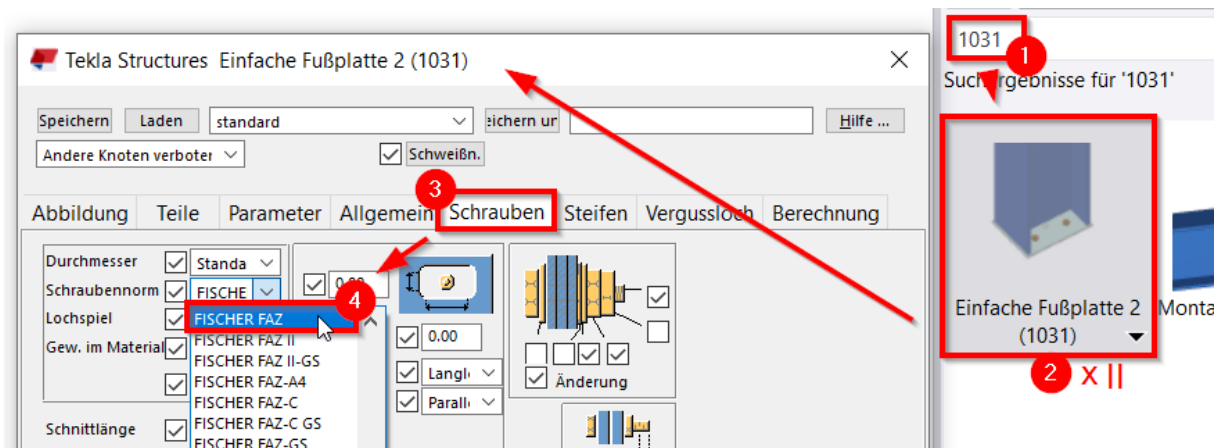 Tekla Structures Einfache Fußplatte 2 (1031)
Speichern Laden standard eichern ur Hilfe ...
Andere Knoten verboter Schweißn.
3
Abbildung Teile Parameter Allgemein Schrauben Steifen Vergussloch Berechnung
Durchmesser Standa
Schraubennorm FISCHE 0.00
4
Lochspiel FISCHER FAZ
Gew. im Material FISCHER FAZ II 0.00
FISCHER FAZ II-GS
FISCHER FAZ-A4 Langl Änderung
FISCHER FAZ-C Parall
Schnittlänge FISCHER FAZ-C GS
FISCHER FAZ-GS
1031
1
Suchergebnisse für '1031'
Einfache Fußplatte 2 Monta
(1031)
2 x II